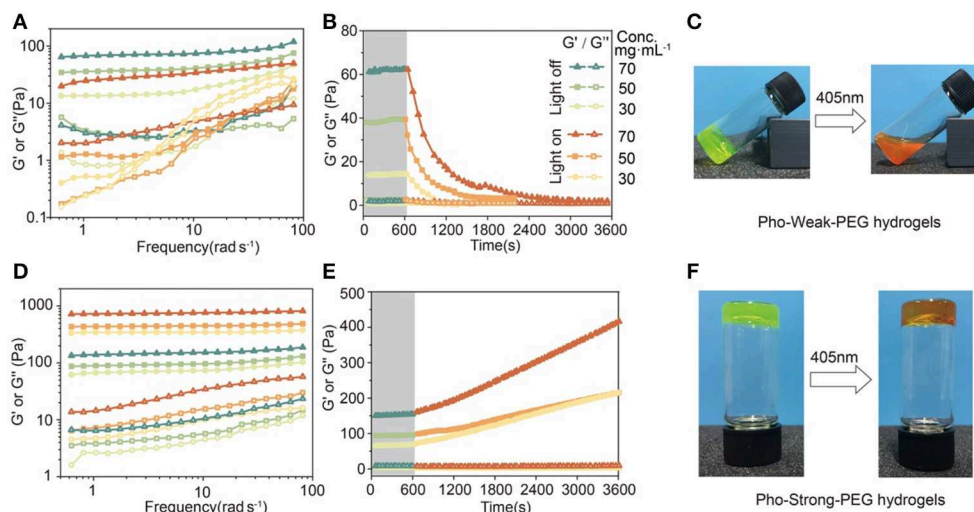 A
G' or G'' (Pa)
100
10
1
0.1
1
10
100
Frequency(rad s⁻¹)
B
G' or G'' (Pa)
80
60
40
20
0
0
600
1200
1800
2400
3000
3600
Time(s)
G' / G''
Conc.
mg·mL⁻¹
Light off
70
50
30
Light on
70
50
30
C
405nm
Pho-Weak-PEG hydrogels
D
G' or G'' (Pa)
1000
100
10
1
1
10
100
Frequency(rad s⁻¹)
E
G' or G'' (Pa)
500
400
300
200
100
0
0
600
1200
1800
2400
3000
3600
Time(s)
F
405nm
Pho-Strong-PEG hydrogels